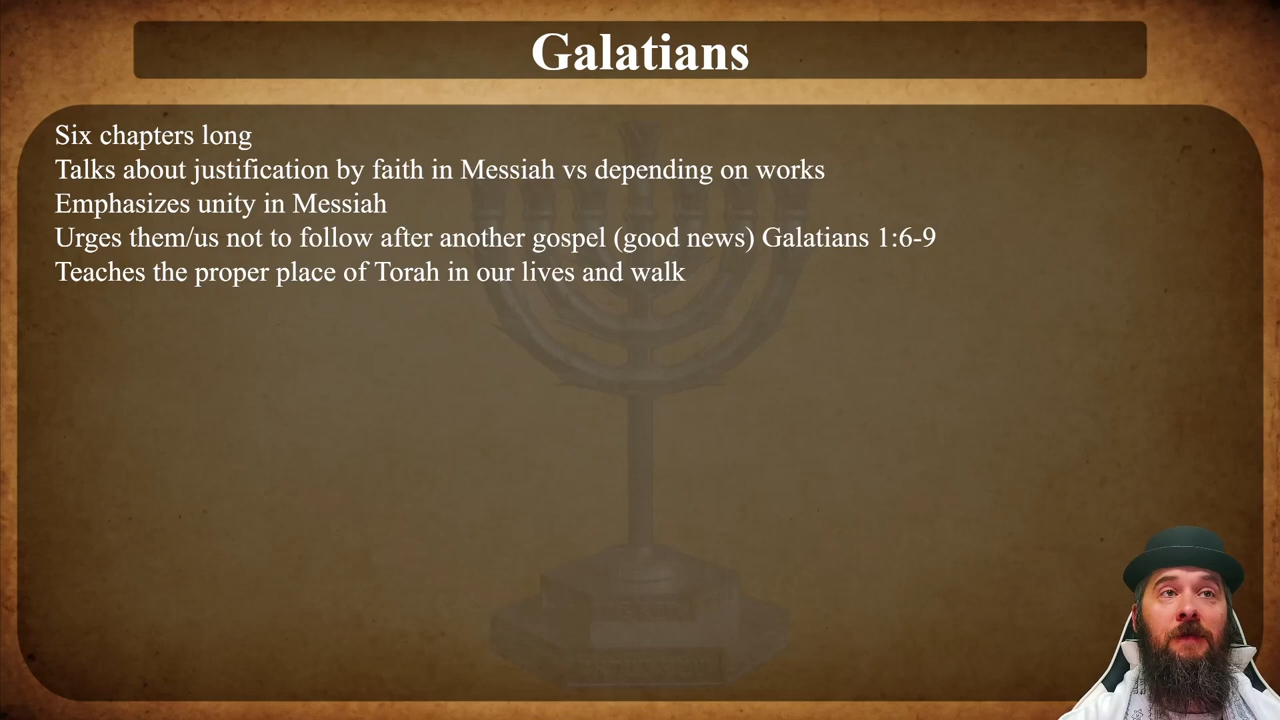 Galatians
Six chapters long
Talks about justification by faith in Messiah vs depending on works
Emphasizes unity in Messiah
Urges them/us not to follow after another gospel (good news) Galatians 1:6-9
Teaches the proper place of Torah in our lives and walk